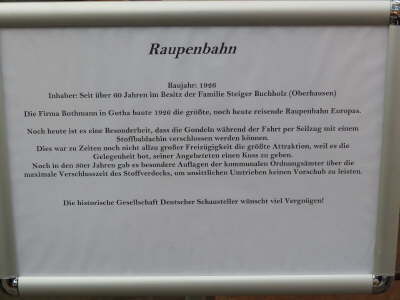 Raupenbahn
Baujahr: 1926
Inhaber: Seit über 60 Jahren im Besitz der Familie Steiger Buchholz (Oberhausen)
Die Firma Bothmann in Gotha baute 1926 die größte, noch heute reisende Raupenbahn Europas.
Noch heute ist es eine Besonderheit, dass die Gondeln während der Fahrt per Seilzug mit einem
Stoffbaldachin verschlossen werden können.
Dies war zu Zeiten noch nicht allzu großer Freizügigkeit die größte Attraktion, weil es die
Gelegenheit bot, seiner Angebeteten einen Kuss zu geben.
Noch in den 50er Jahren gab es besondere Auflagen der kommunalen Ordnungsämter über die
maximale Verschlusszeit des Stoffverdecks, um unsittlichen Umtrieben keinen Vorschub zu leisten.
Die historische Gesellschaft Deutscher Schausteller wünscht viel Vergnügen!